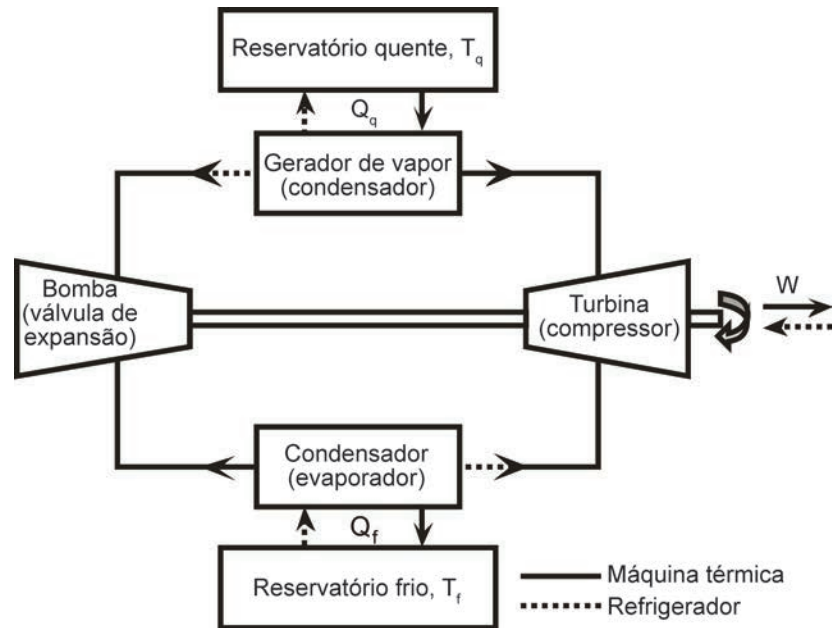 Reservatório quente, T_q
Q_q
Gerador de vapor
(condensador)
Bomba
(válvula de
expansão)
Turbina
(compressor)
W
Condensador
(evaporador)
Q_f
Reservatório frio, T_f
Máquina térmica
Refrigerador